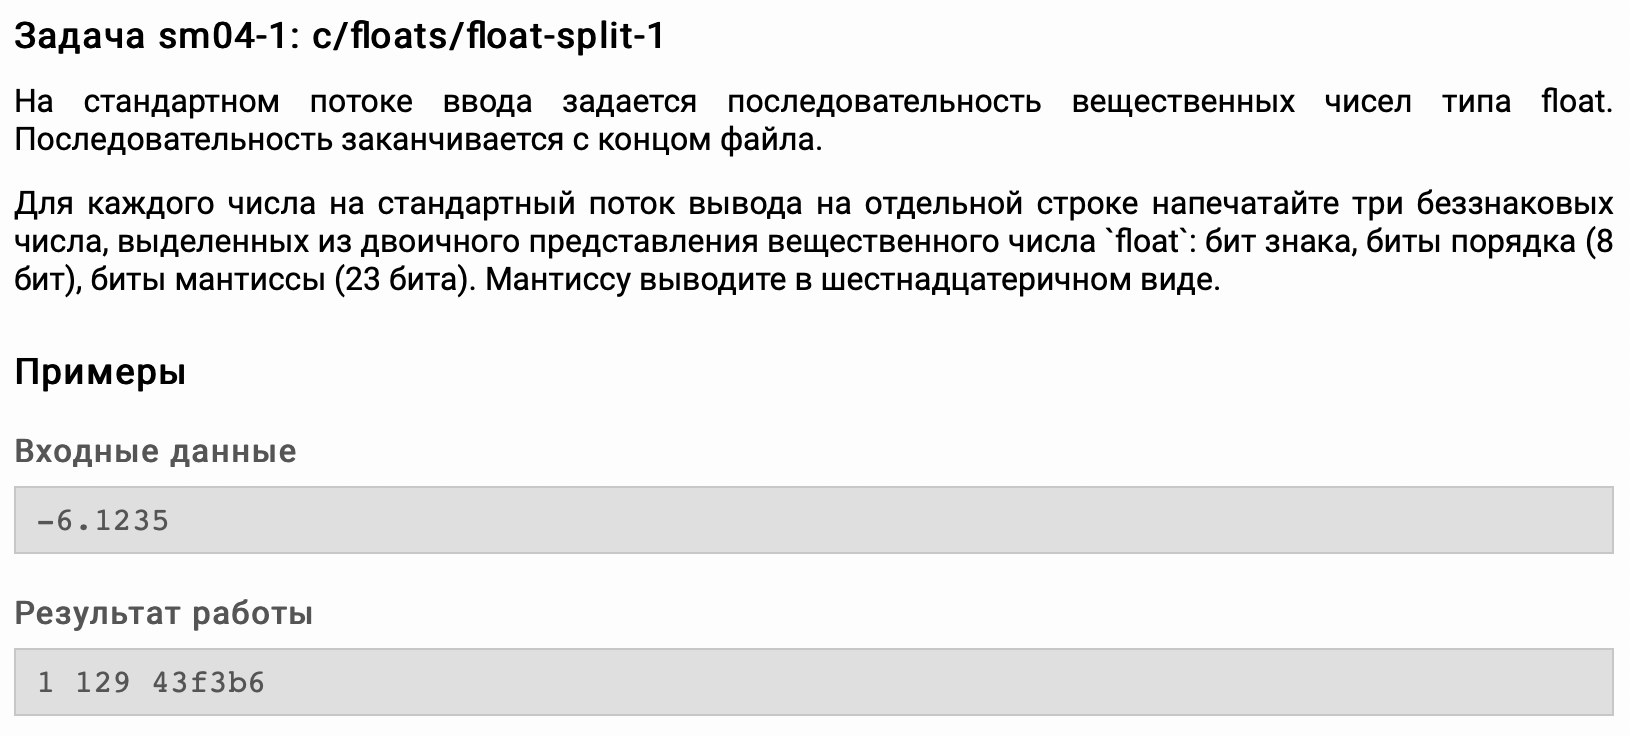 Задача sm04-1: c/floats/float-split-1
На стандартном потоке ввода задается последовательность вещественных чисел типа float.
Последовательность заканчивается с концом файла.
Для каждого числа на стандартный поток вывода на отдельной строке напечатайте три беззнаковых
числа, выделенных из двоичного представления вещественного числа `float`: бит знака, биты порядка (8
бит), биты мантиссы (23 бита). Мантиссу выводите в шестнадцатеричном виде.
Примеры
Входные данные
-6.1235
Результат работы
1 129 43f3b6